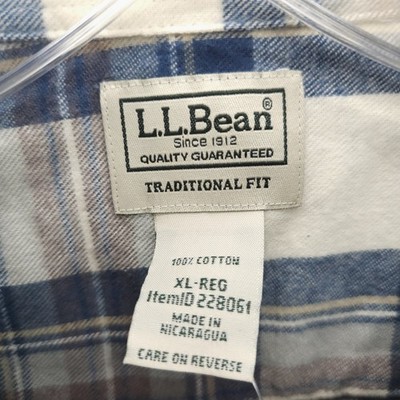 L.L.Bean®
Since 1912
QUALITY GUARANTEED
TRADITIONAL FIT
100% COTTON
XL-REG
ItemID 228061
MADE IN
NICARAGUA
CARE ON REVERSE